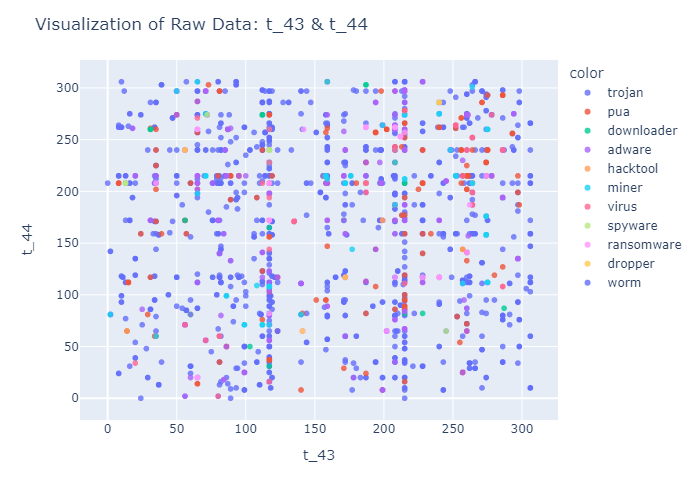 Visualization of Raw Data: t_43 & t_44
color
trojan
pua
downloader
adware
hacktool
miner
virus
spyware
ransomware
dropper
worm
300
250
200
150
100
50
0
t_44
0 50 100 150 200 250 300
t_43